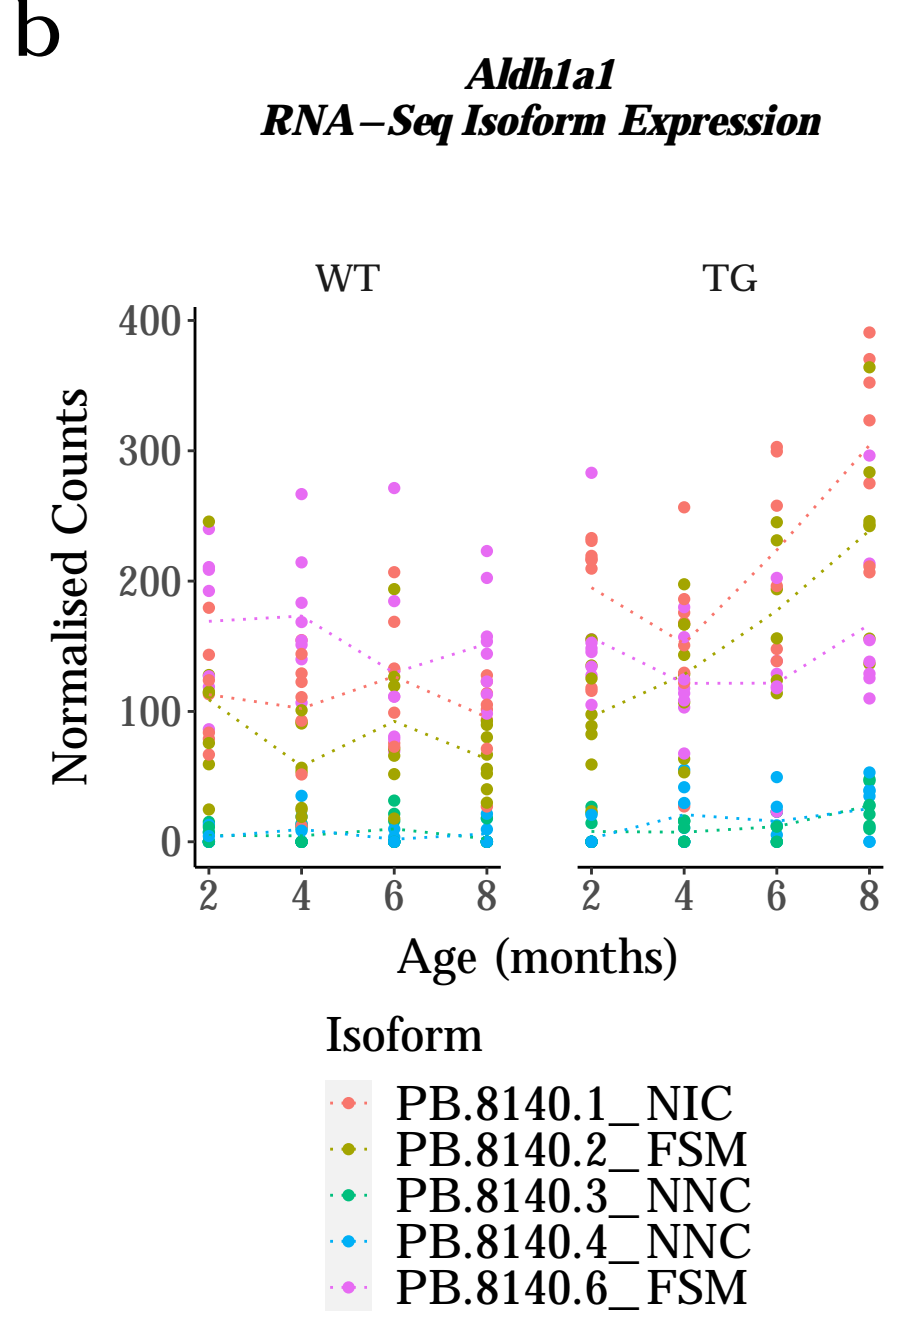 b
Aldh1a1
RNA−Seq Isoform Expression
WT TG
400
300
200
100
0
Normalised Counts
2 4 6 8 2 4 6 8
Age (months)
Isoform
PB.8140.1_NIC
PB.8140.2_FSM
PB.8140.3_NNC
PB.8140.4_NNC
PB.8140.6_FSM